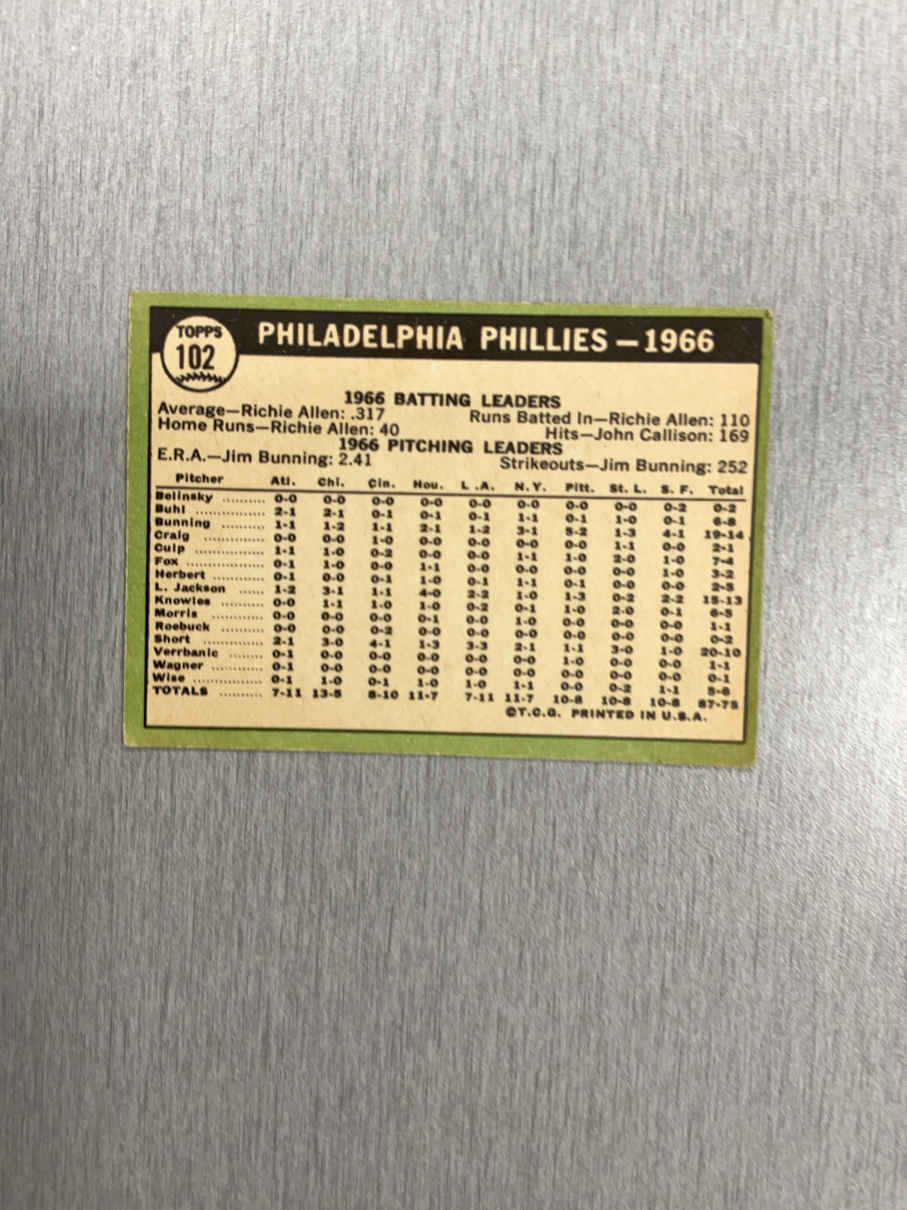 TOPPS
102
PHILADELPHIA PHILLIES—1966
1966 BATTING LEADERS
Average—Richie Allen: .317 Runs Batted In—Richie Allen: 110
Home Runs—Richie Allen: 40 Hits—John Callison: 169
1966 PITCHING LEADERS
E.R.A.—Jim Bunning: 2.41 Strikeouts—Jim Bunning: 252
Pitcher Atl. Chi. Cin. Hou. L.A. N.Y. Pitt. St. L. S. F. Total
Belinsky .......... 0-0 0-0 0-0 0-0 0-0 0-0 0-0 0-0 0-2 0-2
Buhl ................ 2-1 2-1 0-1 0-1 0-1 1-1 0-1 1-0 0-1 6-8
Bunning .......... 1-1 1-2 1-1 2-1 1-2 3-1 5-2 1-3 4-1 19-14
Craig .............. 0-0 0-0 1-0 0-0 0-0 0-0 0-0 1-1 0-0 2-1
Culp ................ 1-1 1-0 0-2 0-0 0-0 1-1 1-0 2-0 1-0 7-4
Fox .................. 0-1 1-0 0-0 1-1 0-0 0-0 0-0 0-0 1-0 3-2
Herbert ............ 0-1 0-0 0-1 1-0 0-1 1-1 0-1 0-0 0-0 2-5
L. Jackson ...... 1-2 3-1 1-1 4-0 2-2 1-0 1-3 0-2 2-2 15-13
Knowles .......... 0-0 1-1 1-0 1-0 0-2 0-1 1-0 2-0 0-1 6-5
Morris .............. 0-0 0-0 0-0 0-1 0-0 1-0 0-0 0-0 0-0 1-1
Roebuck .......... 0-0 0-0 0-2 0-0 0-0 0-0 0-0 0-0 0-0 0-2
Short .............. 2-1 3-0 4-1 1-3 3-3 2-1 1-1 3-0 1-0 20-10
Verrbanic ........ 0-1 0-0 0-0 0-0 0-0 0-0 1-0 0-0 0-0 1-1
Wagner ............ 0-1 0-0 0-0 0-0 0-0 0-0 0-0 0-0 0-0 0-1
Wise ................ 0-1 1-0 0-1 1-0 1-0 1-1 0-0 0-2 1-1 5-6
TOTALS .......... 7-11 13-5 8-10 11-7 7-11 11-7 10-8 10-8 10-8 87-75
©T.C.G. PRINTED IN U.S.A.